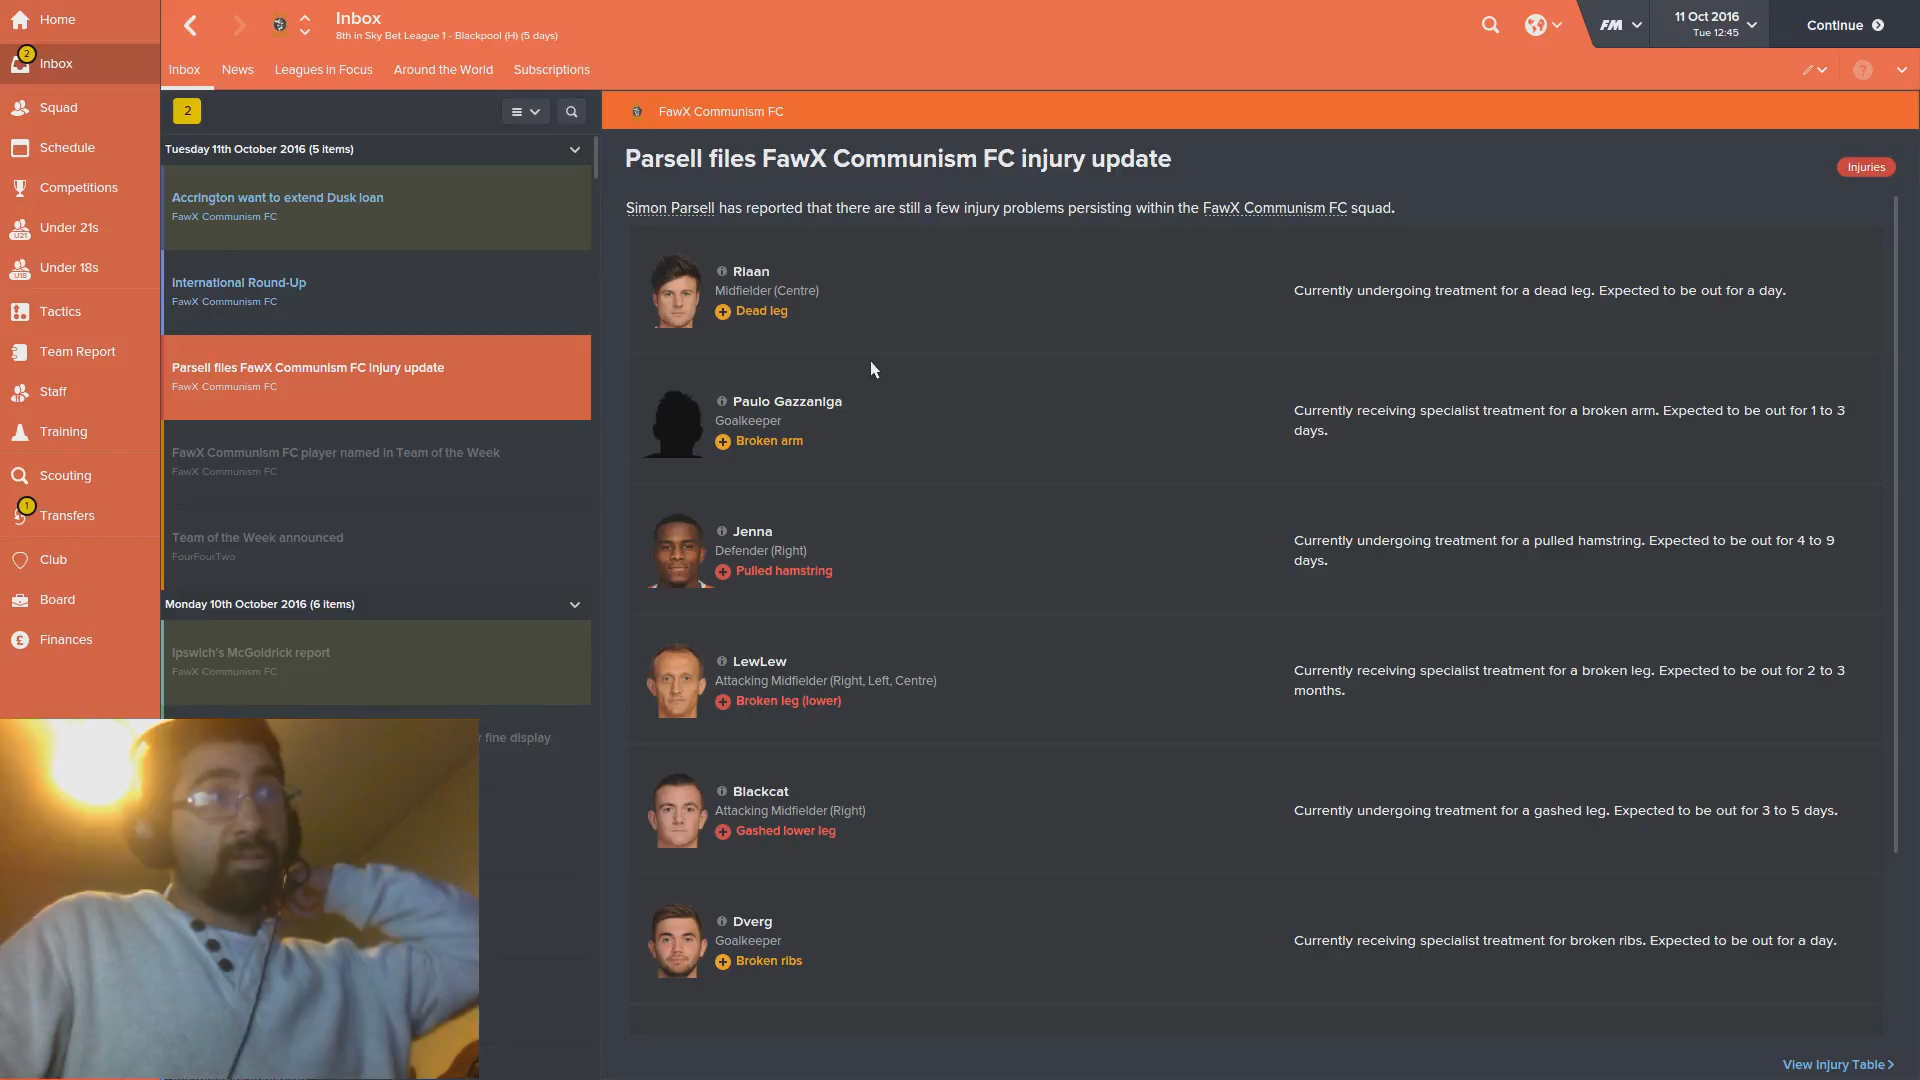 Home
2
Inbox
Squad
Schedule
Competitions
U21
Under 21s
U18
Under 18s
Tactics
Team Report
Staff
Training
Scouting
1
Transfers
Club
Board
£
Finances
Inbox
8th in Sky Bet League 1 - Blackpool (H) (5 days)
FM
11 Oct 2016
Tue 12:45
Continue
Inbox
News
Leagues in Focus
Around the World
Subscriptions
?
2
Tuesday 11th October 2016 (5 items)
Accrington want to extend Dusk loan
FawX Communism FC
International Round-Up
FawX Communism FC
Parsell files FawX Communism FC injury update
FawX Communism FC
FawX Communism FC player named in Team of the Week
FawX Communism FC
Team of the Week announced
FourFourTwo
Monday 10th October 2016 (6 items)
Ipswich's McGoldrick report
FawX Communism FC
fine display
FawX Communism FC
Parsell files FawX Communism FC injury update
Injuries
Simon Parsell has reported that there are still a few injury problems persisting within the FawX Communism FC squad.
Riaan
Midfielder (Centre)
Dead leg
Currently undergoing treatment for a dead leg. Expected to be out for a day.
Paulo Gazzaniga
Goalkeeper
Broken arm
Currently receiving specialist treatment for a broken arm. Expected to be out for 1 to 3
days.
Jenna
Defender (Right)
Pulled hamstring
Currently undergoing treatment for a pulled hamstring. Expected to be out for 4 to 9
days.
LewLew
Attacking Midfielder (Right, Left, Centre)
Broken leg (lower)
Currently receiving specialist treatment for a broken leg. Expected to be out for 2 to 3
months.
Blackcat
Attacking Midfielder (Right)
Gashed lower leg
Currently undergoing treatment for a gashed leg. Expected to be out for 3 to 5 days.
Dverg
Goalkeeper
Broken ribs
Currently receiving specialist treatment for broken ribs. Expected to be out for a day.
View Injury Table >